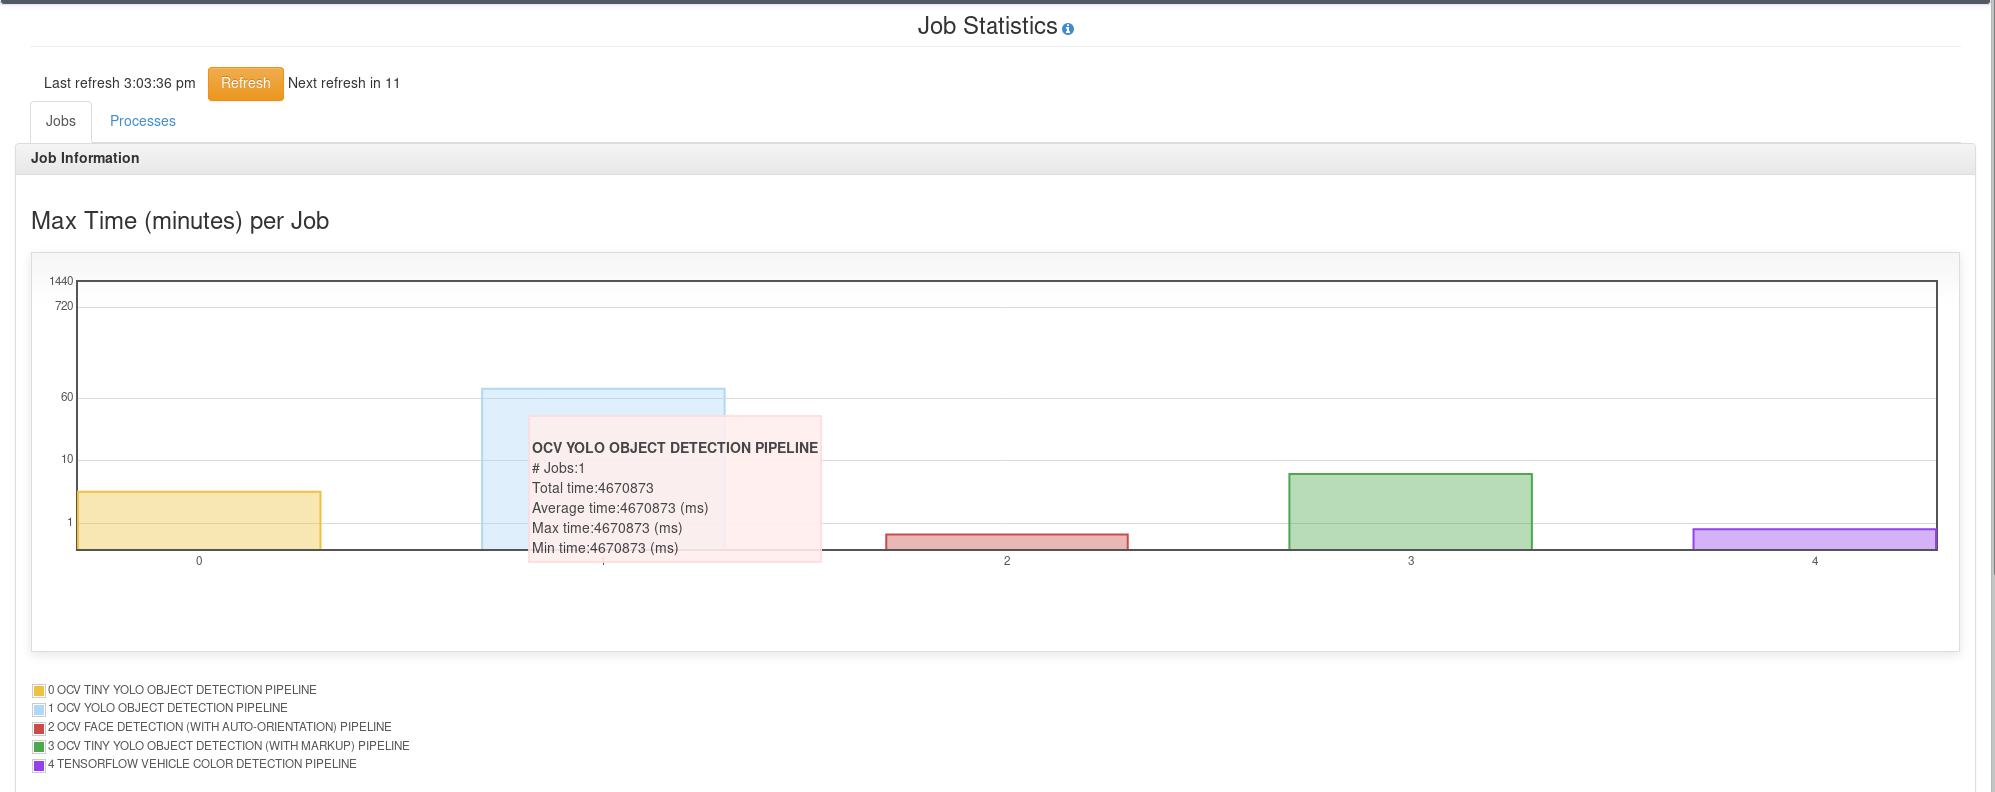 Job Statistics
Last refresh 3:03:36 pm Refresh Next refresh in 11
Jobs Processes
Job Information
Max Time (minutes) per Job
1440
720
60
10
1
OCV YOLO OBJECT DETECTION PIPELINE
# Jobs:1
Total time:4670873
Average time:4670873 (ms)
Max time:4670873 (ms)
Min time:4670873 (ms)
0 2 3 4
0 OCV TINY YOLO OBJECT DETECTION PIPELINE
1 OCV YOLO OBJECT DETECTION PIPELINE
2 OCV FACE DETECTION (WITH AUTO-ORIENTATION) PIPELINE
3 OCV TINY YOLO OBJECT DETECTION (WITH MARKUP) PIPELINE
4 TENSORFLOW VEHICLE COLOR DETECTION PIPELINE